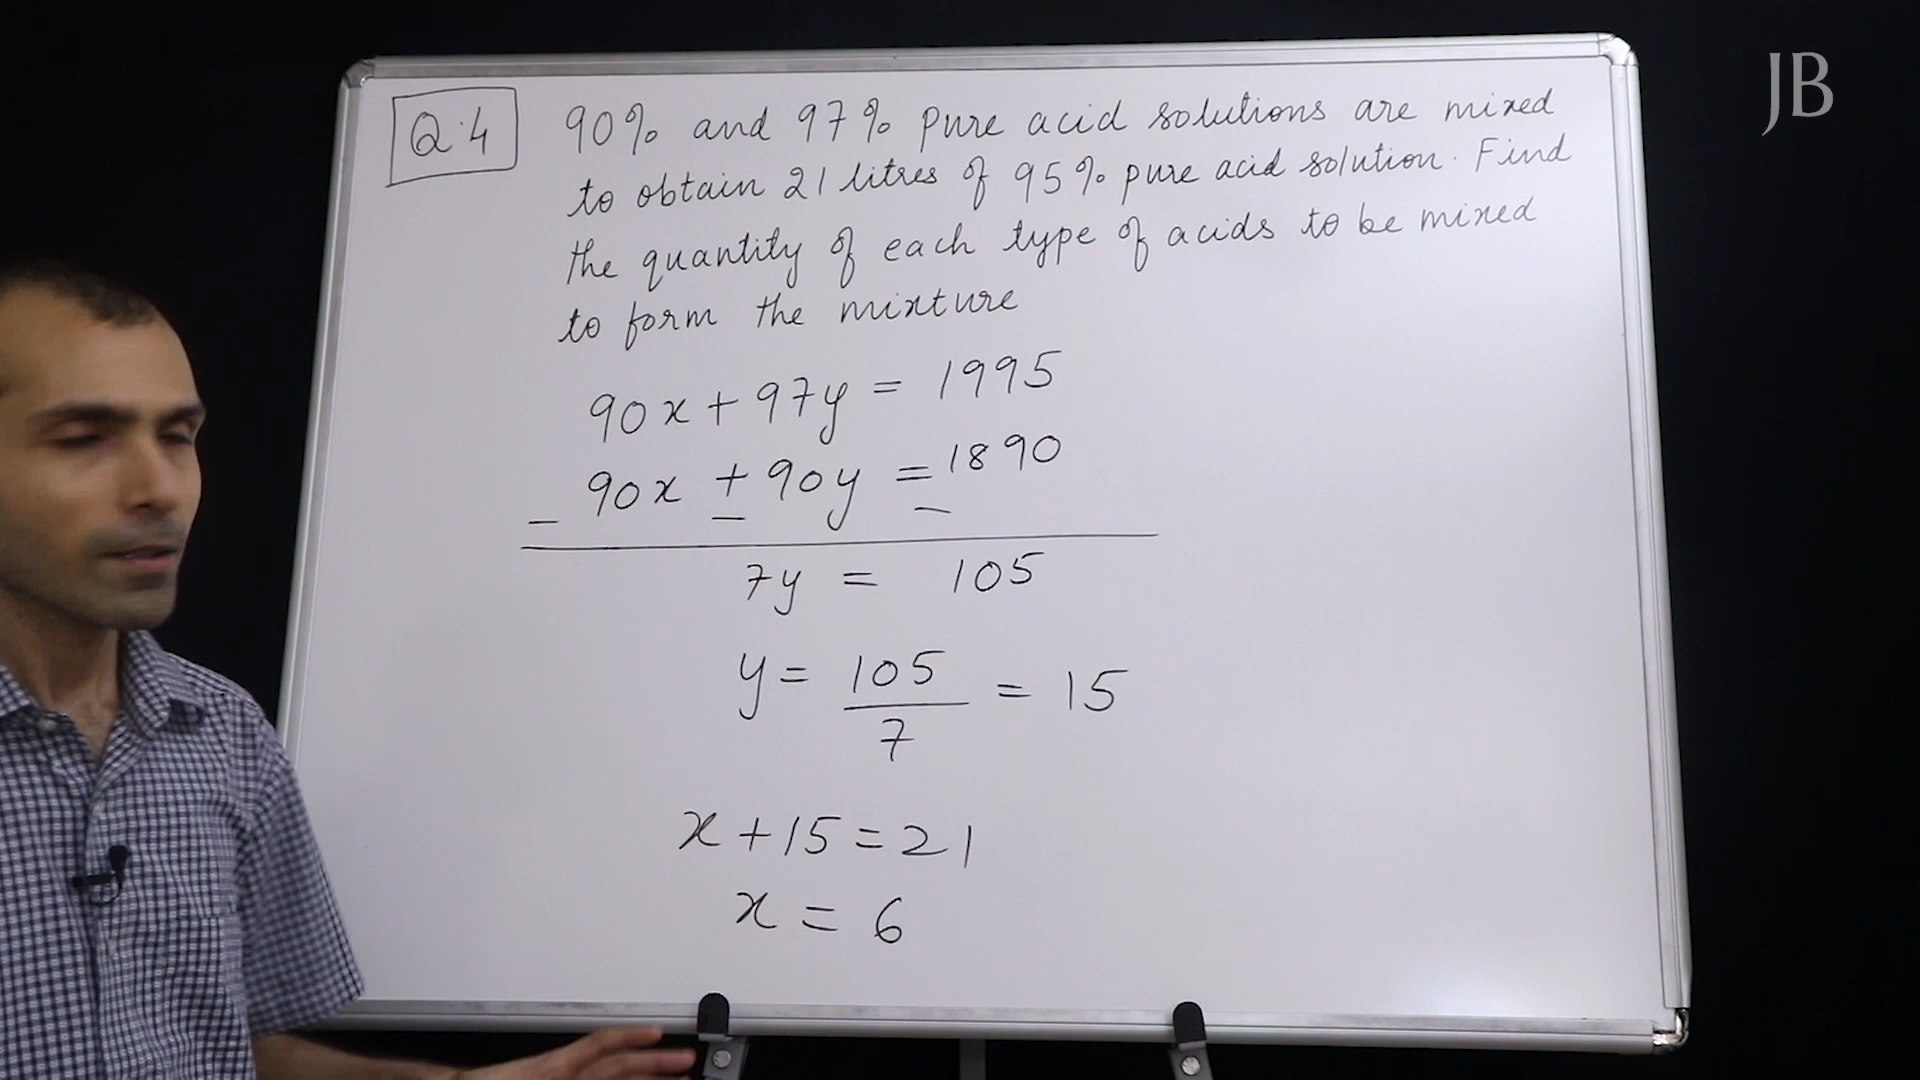 JB
Q.4
90% and 97% pure acid solutions are mixed
to obtain 21 litres of 95% pure acid solution. Find
the quantity of each type of acids to be mixed
to form the mixture
90x + 97y = 1995
90x + 90y = 1890
— — —
7y = 105
y = 105/7 = 15
x + 15 = 21
x = 6